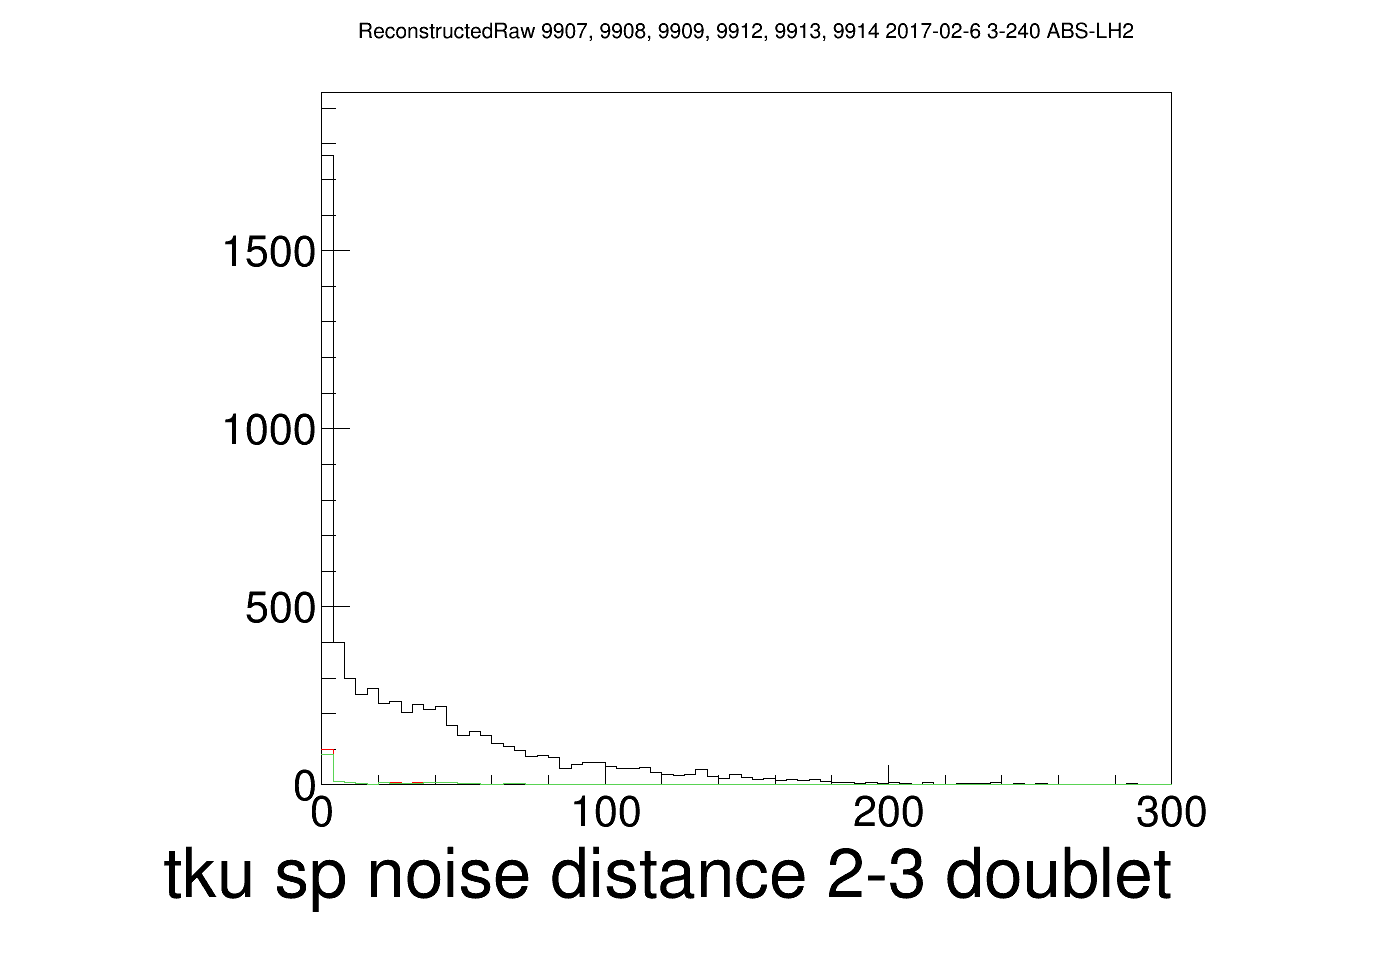 ReconstructedRaw 9907, 9908, 9909, 9912, 9913, 9914 2017-02-6 3-240 ABS-LH2
1500
1000
500
0
0 100 200 300
tku sp noise distance 2-3 doublet